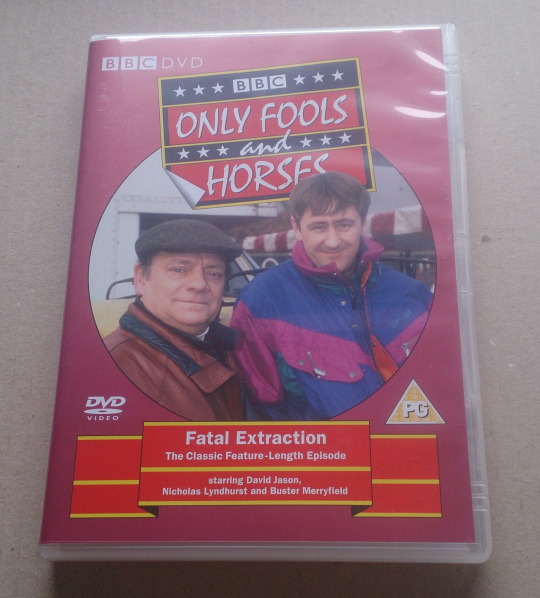 BBC DVD
BBC
ONLY FOOLS
and
HORSES
DVD
VIDEO
PG
Fatal Extraction
The Classic Feature-Length Episode
starring David Jason,
Nicholas Lyndhurst and Buster Merryfield